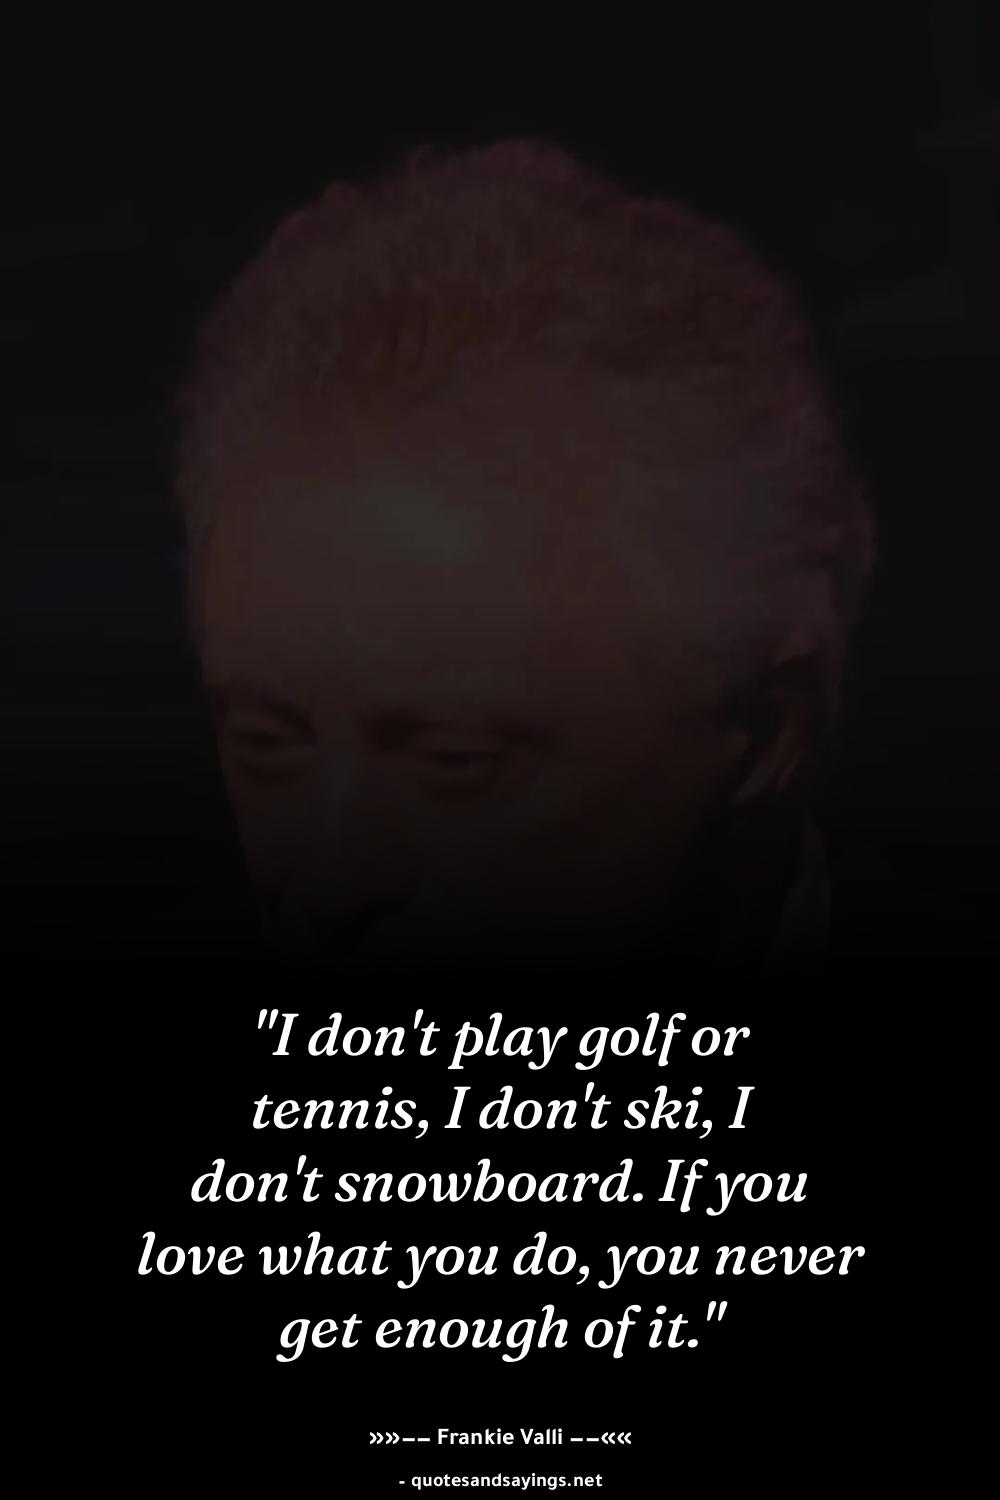 "I don't play golf or
tennis, I don't ski, I
don't snowboard. If you
love what you do, you never
get enough of it."
»»―― Frankie Valli ――««
- quotesandsayings.net